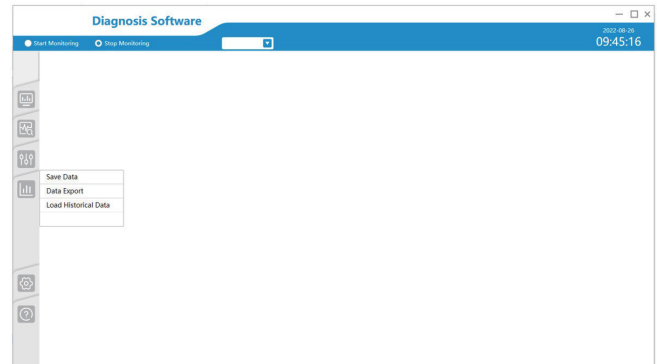 Diagnosis Software
2022-08-26
Start Monitoring Stop Monitoring
09:45:16
Save Data
Data Export
Load Historical Data